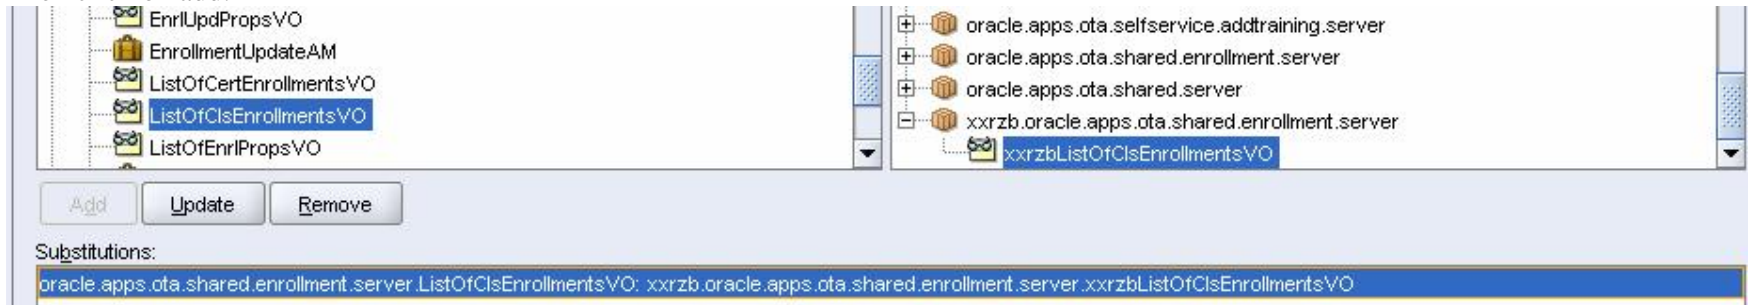 EnrlUpdPropsVO
EnrollmentUpdateAM
ListOfCertEnrollmentsVO
ListOfClsEnrollmentsVO
ListOfEnrlPropsVO
oracle.apps.ota.selfservice.addtraining.server
oracle.apps.ota.shared.enrollment.server
oracle.apps.ota.shared.server
xxrzb.oracle.apps.ota.shared.enrollment.server
xxrzbListOfClsEnrollmentsVO
Add Update Remove
Substitutions:
oracle.apps.ota.shared.enrollment.server.ListOfClsEnrollmentsVO: xxrzb.oracle.apps.ota.shared.enrollment.server.xxrzbListOfClsEnrollmentsVO